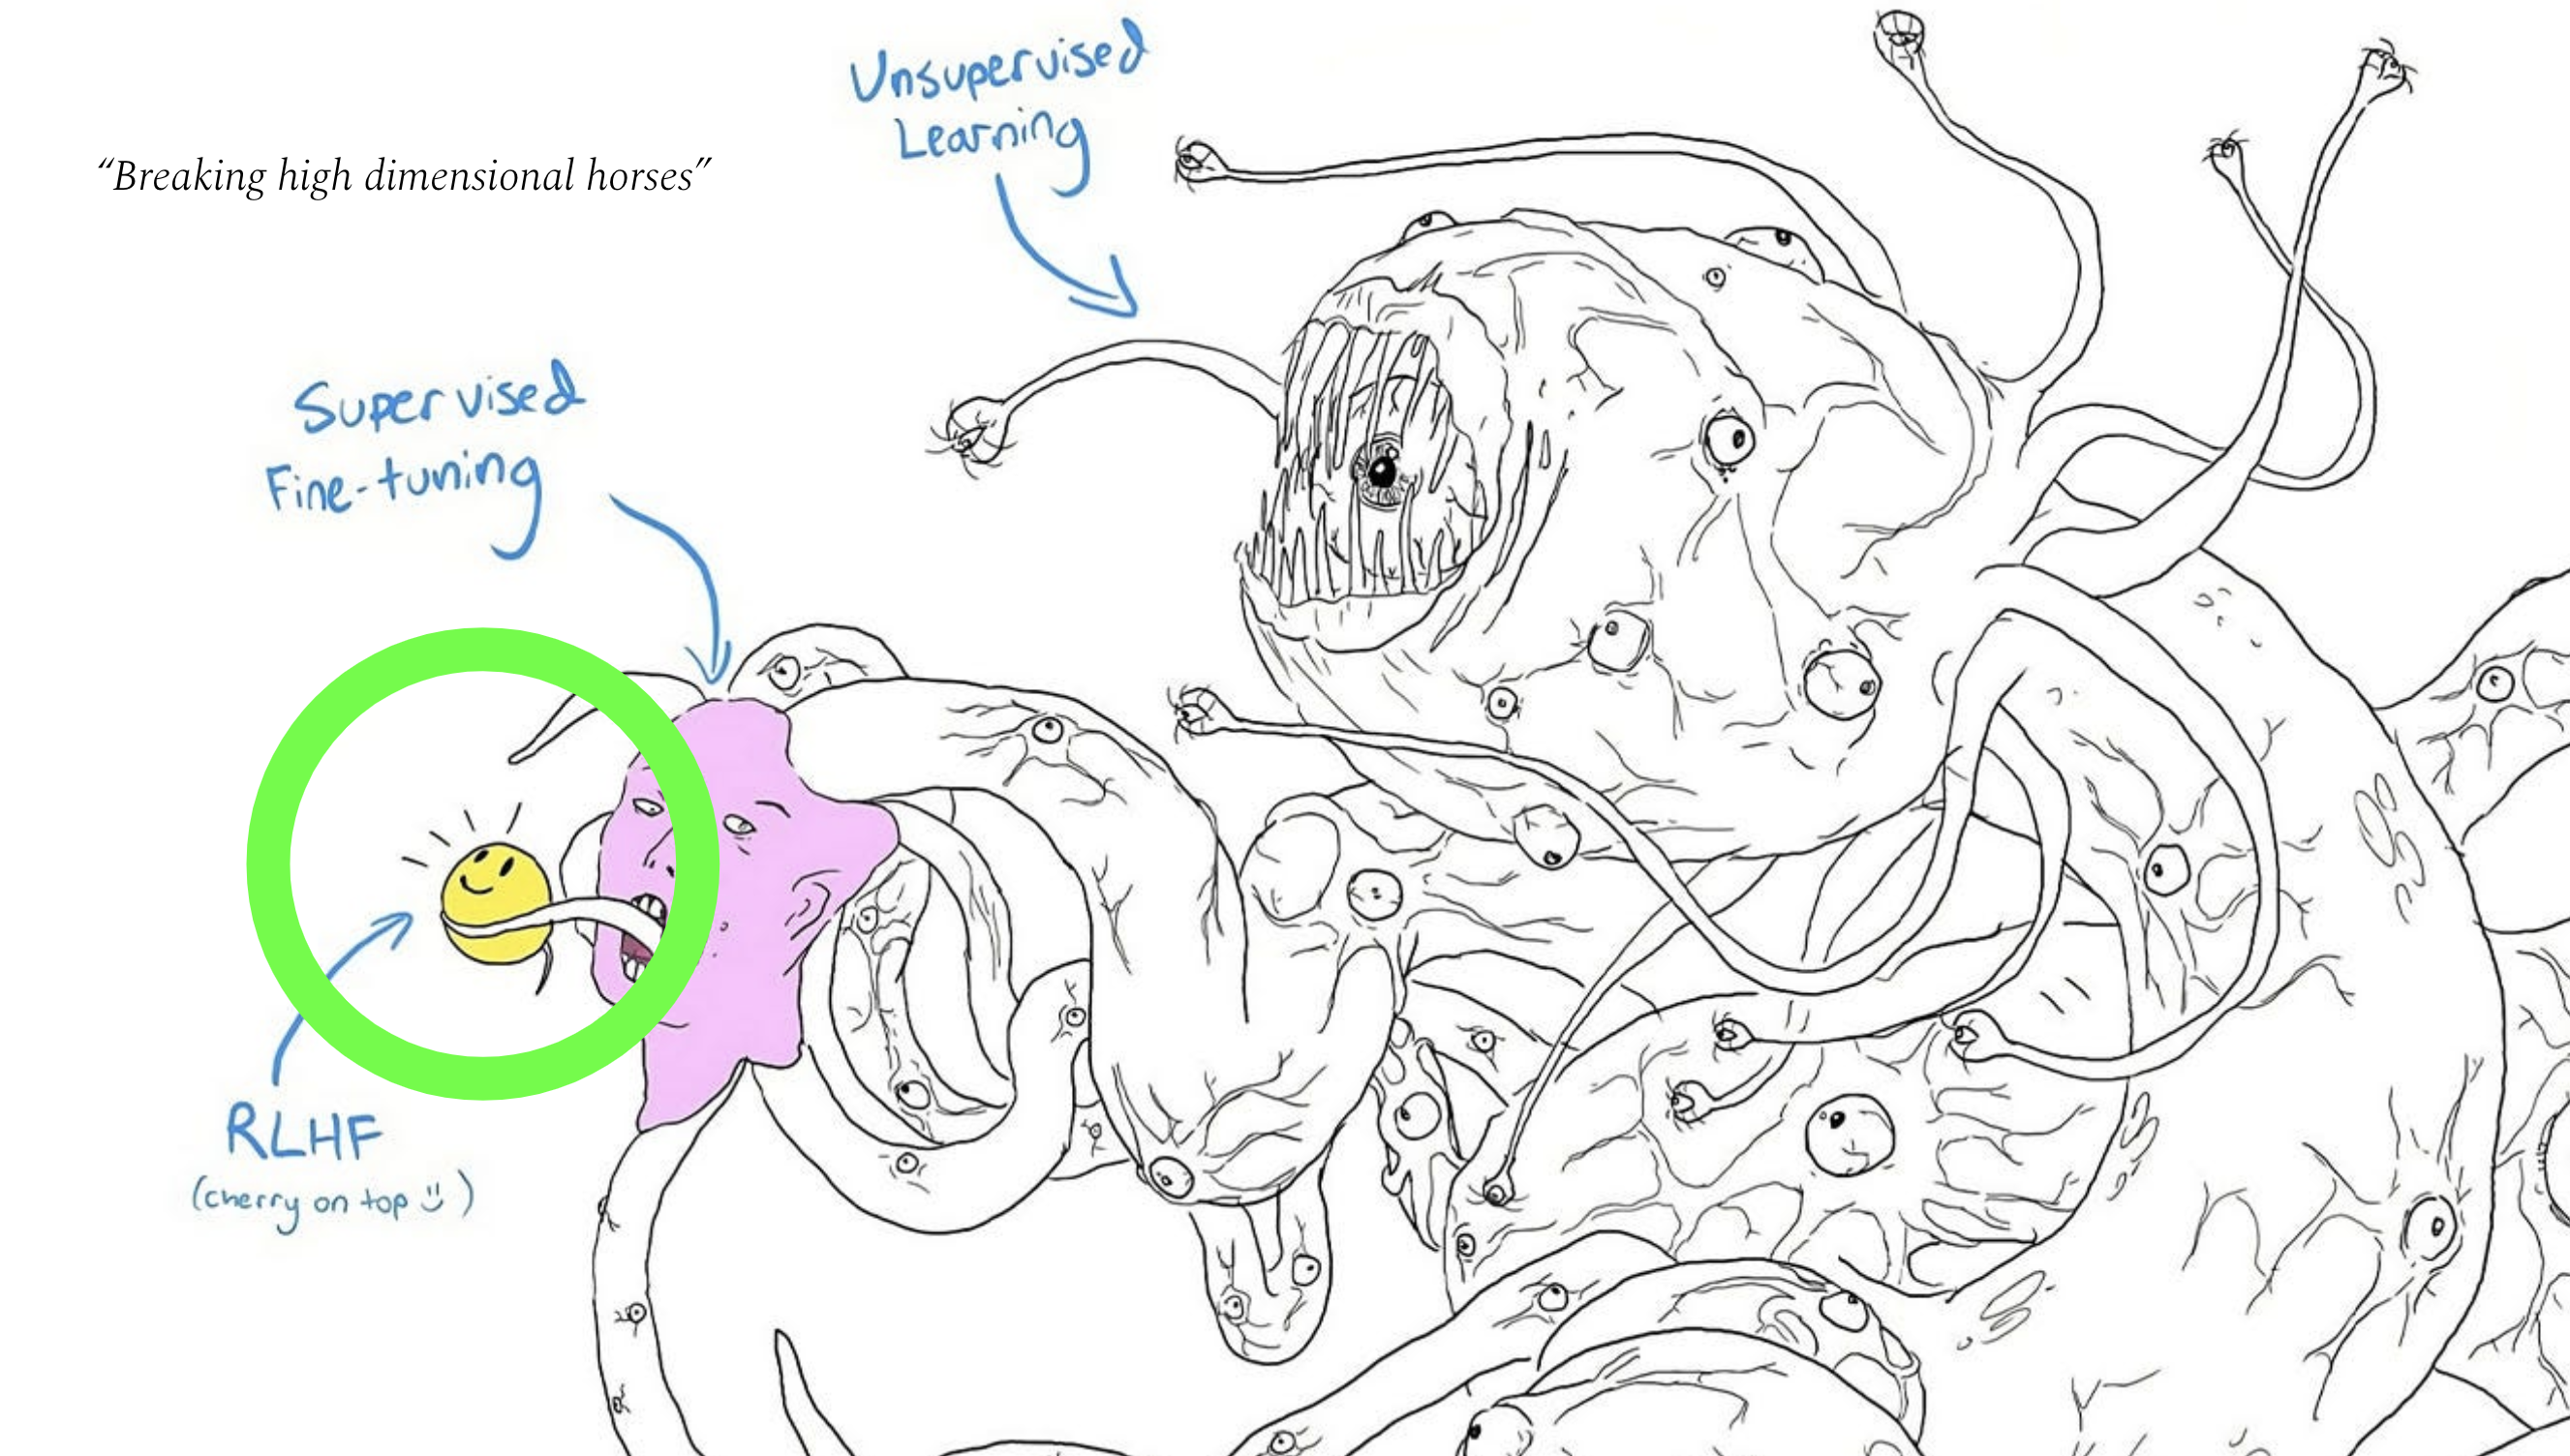 Unsupervised
Learning
“Breaking high dimensional horses”
Supervised
Fine-tuning
RLHF
(cherry on top :))